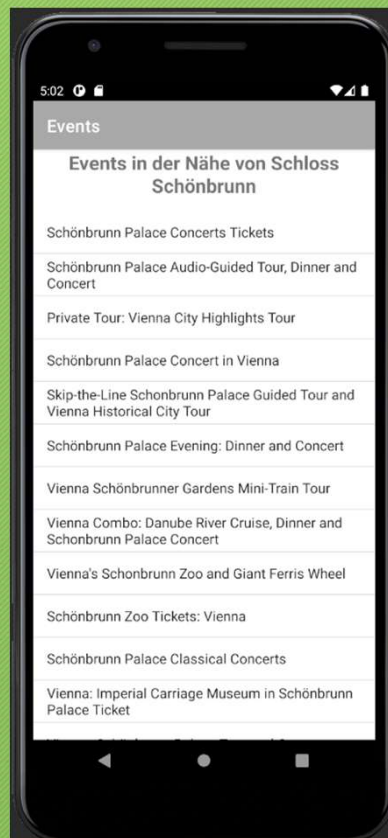 5:02
Events
Events in der Nähe von Schloss
Schönbrunn
Schönbrunn Palace Concerts Tickets
Schönbrunn Palace Audio-Guided Tour, Dinner and
Concert
Private Tour: Vienna City Highlights Tour
Schönbrunn Palace Concert in Vienna
Skip-the-Line Schonbrunn Palace Guided Tour and
Vienna Historical City Tour
Schönbrunn Palace Evening: Dinner and Concert
Vienna Schönbrunner Gardens Mini-Train Tour
Vienna Combo: Danube River Cruise, Dinner and
Schonbrunn Palace Concert
Vienna's Schonbrunn Zoo and Giant Ferris Wheel
Schönbrunn Zoo Tickets: Vienna
Schönbrunn Palace Classical Concerts
Vienna: Imperial Carriage Museum in Schönbrunn
Palace Ticket